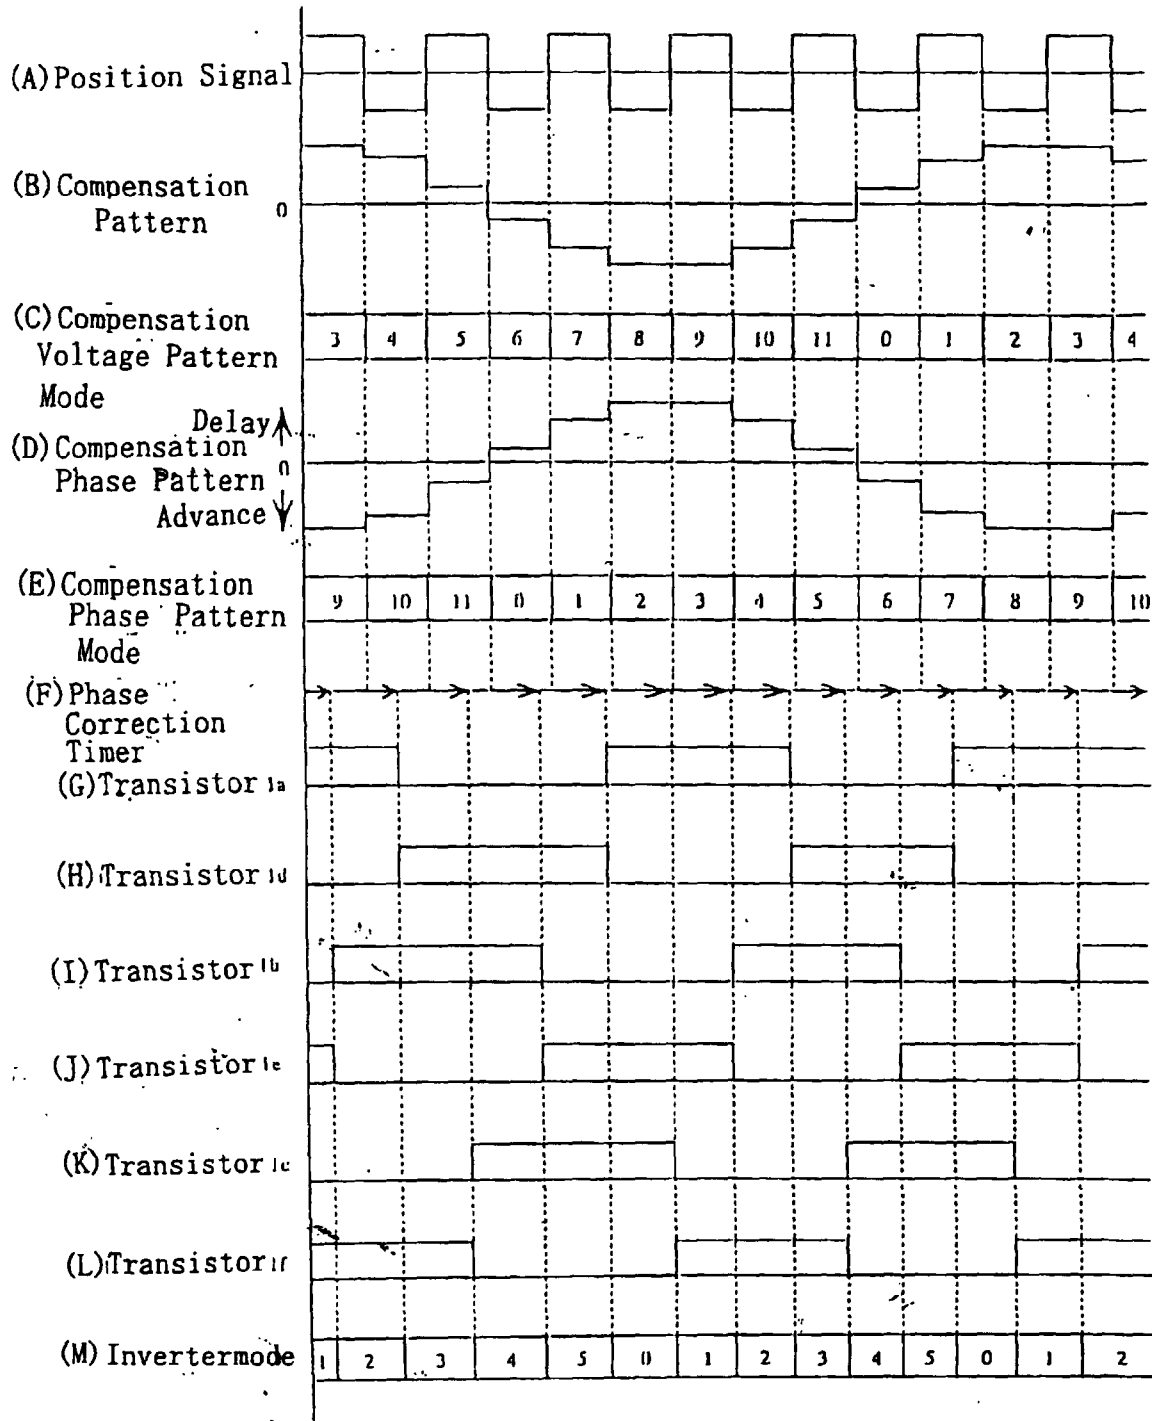 (A)Position Signal
(B)Compensation
Pattern
0
(C)Compensation
Voltage Pattern
Mode
3 4 5 6 7 8 9 10 11 0 1 2 3 4
Delay
(D)Compensation
Phase Pattern
0
Advance
(E)Compensation
Phase Pattern
Mode
9 10 11 0 1 2 3 4 5 6 7 8 9 10
(F)Phase
Correction
Timer
(G)Transistor 1a
(H)Transistor 1d
(I)Transistor 1b
(J)Transistor 1e
(K)Transistor 1c
(L)Transistor 1f
(M)Invertermode
1 2 3 4 5 0 1 2 3 4 5 0 1 2